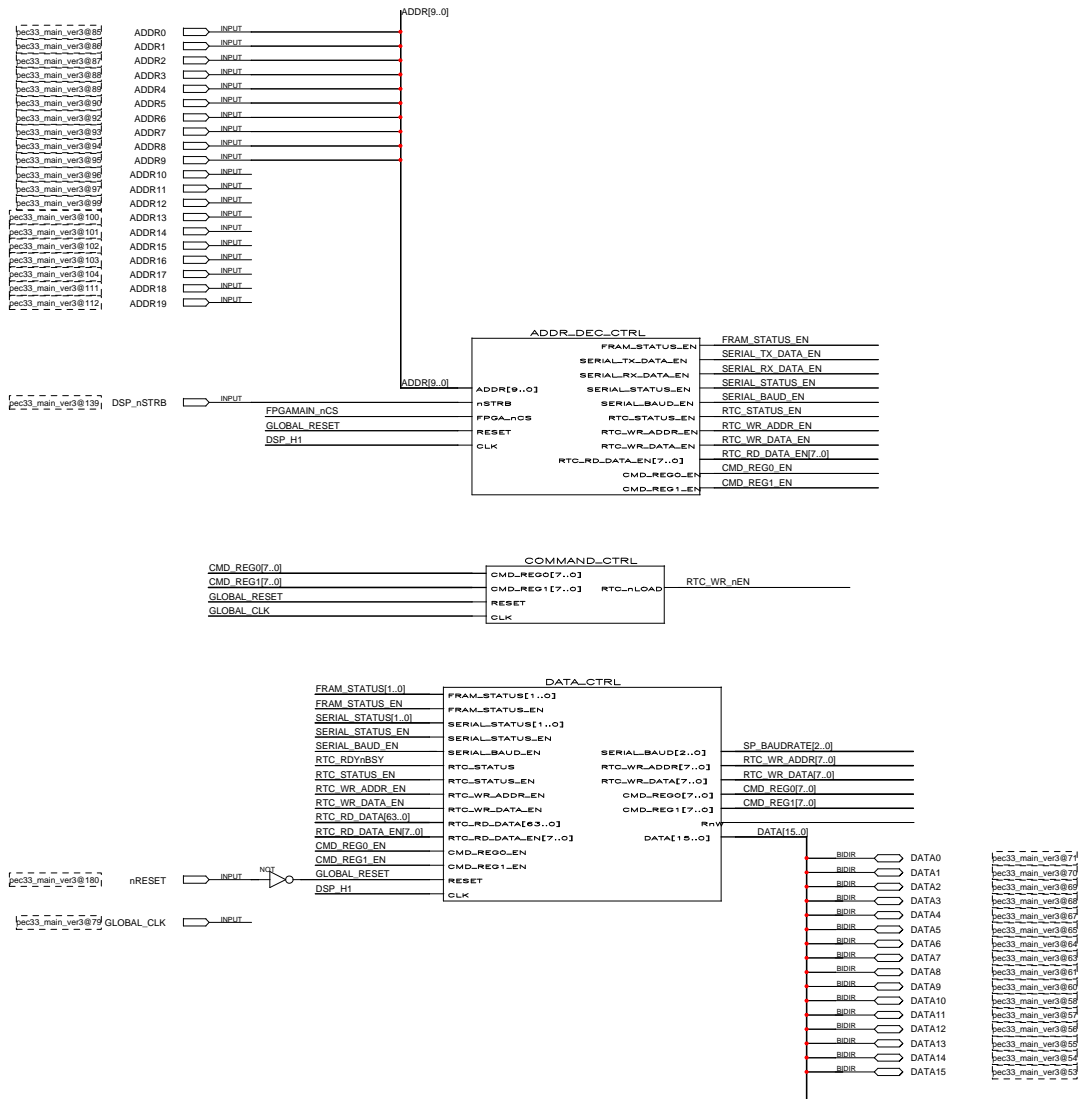 ADDR[9..0]
pec33_main_ver3@85 ADDR0 INPUT
pec33_main_ver3@86 ADDR1 INPUT
pec33_main_ver3@87 ADDR2 INPUT
pec33_main_ver3@88 ADDR3 INPUT
pec33_main_ver3@89 ADDR4 INPUT
pec33_main_ver3@90 ADDR5 INPUT
pec33_main_ver3@92 ADDR6 INPUT
pec33_main_ver3@93 ADDR7 INPUT
pec33_main_ver3@94 ADDR8 INPUT
pec33_main_ver3@95 ADDR9 INPUT
pec33_main_ver3@96 ADDR10 INPUT
pec33_main_ver3@97 ADDR11 INPUT
pec33_main_ver3@99 ADDR12 INPUT
pec33_main_ver3@100 ADDR13 INPUT
pec33_main_ver3@101 ADDR14 INPUT
pec33_main_ver3@102 ADDR15 INPUT
pec33_main_ver3@103 ADDR16 INPUT
pec33_main_ver3@104 ADDR17 INPUT
pec33_main_ver3@111 ADDR18 INPUT
pec33_main_ver3@112 ADDR19 INPUT
ADDR_DEC_CTRL
FRAM_STATUS_EN FRAM_STATUS_EN
SERIAL_TX_DATA_EN SERIAL_TX_DATA_EN
SERIAL_RX_DATA_EN SERIAL_RX_DATA_EN
ADDR[9..0] ADDR[9..0] SERIAL_STATUS_EN SERIAL_STATUS_EN
pec33_main_ver3@139 DSP_nSTRB INPUT nSTRB SERIAL_BAUD_EN SERIAL_BAUD_EN
FPGAMAIN_nCS FPGA_nCS RTC_STATUS_EN RTC_STATUS_EN
GLOBAL_RESET RESET RTC_WR_ADDR_EN RTC_WR_ADDR_EN
DSP_H1 CLK RTC_WR_DATA_EN RTC_WR_DATA_EN
RTC_RD_DATA_EN[7..0] RTC_RD_DATA_EN[7..0]
CMD_REG0_EN CMD_REG0_EN
CMD_REG1_EN CMD_REG1_EN
COMMAND_CTRL
CMD_REG0[7..0] CMD_REG0[7..0]
CMD_REG1[7..0] CMD_REG1[7..0] RTC_nLOAD RTC_WR_nEN
GLOBAL_RESET RESET
GLOBAL_CLK CLK
DATA_CTRL
FRAM_STATUS[1..0] FRAM_STATUS[1..0]
FRAM_STATUS_EN FRAM_STATUS_EN
SERIAL_STATUS[1..0] SERIAL_STATUS[1..0]
SERIAL_STATUS_EN SERIAL_STATUS_EN
SERIAL_BAUD_EN SERIAL_BAUD_EN SERIAL_BAUD[2..0] SP_BAUDRATE[2..0]
RTC_RDYnBSY RTC_STATUS RTC_WR_ADDR[7..0] RTC_WR_ADDR[7..0]
RTC_STATUS_EN RTC_STATUS_EN RTC_WR_DATA[7..0] RTC_WR_DATA[7..0]
RTC_WR_ADDR_EN RTC_WR_ADDR_EN CMD_REG0[7..0] CMD_REG0[7..0]
RTC_WR_DATA_EN RTC_WR_DATA_EN CMD_REG1[7..0] CMD_REG1[7..0]
RTC_RD_DATA[63..0] RTC_RD_DATA[63..0] RnW
RTC_RD_DATA_EN[7..0] RTC_RD_DATA_EN[7..0] DATA[15..0] DATA[15..0]
CMD_REG0_EN CMD_REG0_EN
CMD_REG1_EN CMD_REG1_EN
pec33_main_ver3@180 nRESET INPUT NOT GLOBAL_RESET RESET
DSP_H1 CLK
pec33_main_ver3@79 GLOBAL_CLK INPUT
BIDIR DATA0 pec33_main_ver3@71
BIDIR DATA1 pec33_main_ver3@70
BIDIR DATA2 pec33_main_ver3@69
BIDIR DATA3 pec33_main_ver3@68
BIDIR DATA4 pec33_main_ver3@67
BIDIR DATA5 pec33_main_ver3@65
BIDIR DATA6 pec33_main_ver3@64
BIDIR DATA7 pec33_main_ver3@63
BIDIR DATA8 pec33_main_ver3@61
BIDIR DATA9 pec33_main_ver3@60
BIDIR DATA10 pec33_main_ver3@58
BIDIR DATA11 pec33_main_ver3@57
BIDIR DATA12 pec33_main_ver3@56
BIDIR DATA13 pec33_main_ver3@55
BIDIR DATA14 pec33_main_ver3@54
BIDIR DATA15 pec33_main_ver3@53